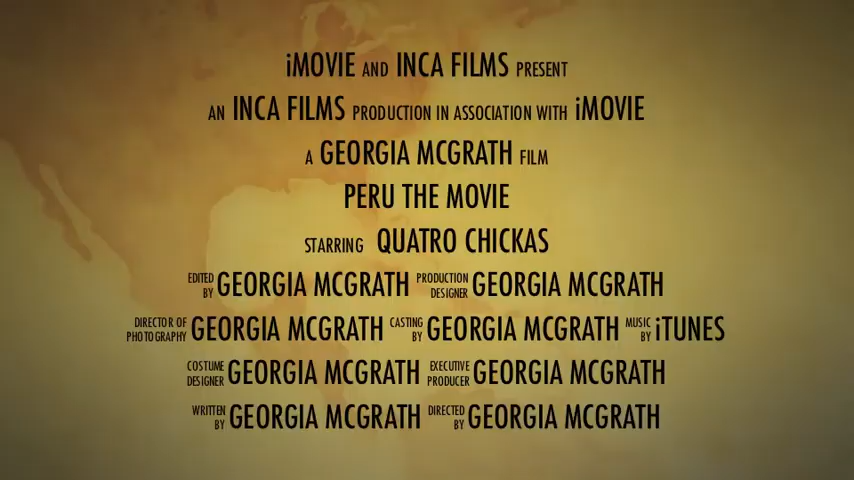 iMOVIE AND INCA FILMS PRESENT
AN INCA FILMS PRODUCTION IN ASSOCIATION WITH iMOVIE
A GEORGIA MCGRATH FILM
PERU THE MOVIE
STARRING QUATRO CHICKAS
EDITED BY GEORGIA MCGRATH PRODUCTION DESIGNER GEORGIA MCGRATH
DIRECTOR OF PHOTOGRAPHY GEORGIA MCGRATH CASTING BY GEORGIA MCGRATH MUSIC BY iTUNES
COSTUME DESIGNER GEORGIA MCGRATH EXECUTIVE PRODUCER GEORGIA MCGRATH
WRITTEN BY GEORGIA MCGRATH DIRECTED BY GEORGIA MCGRATH